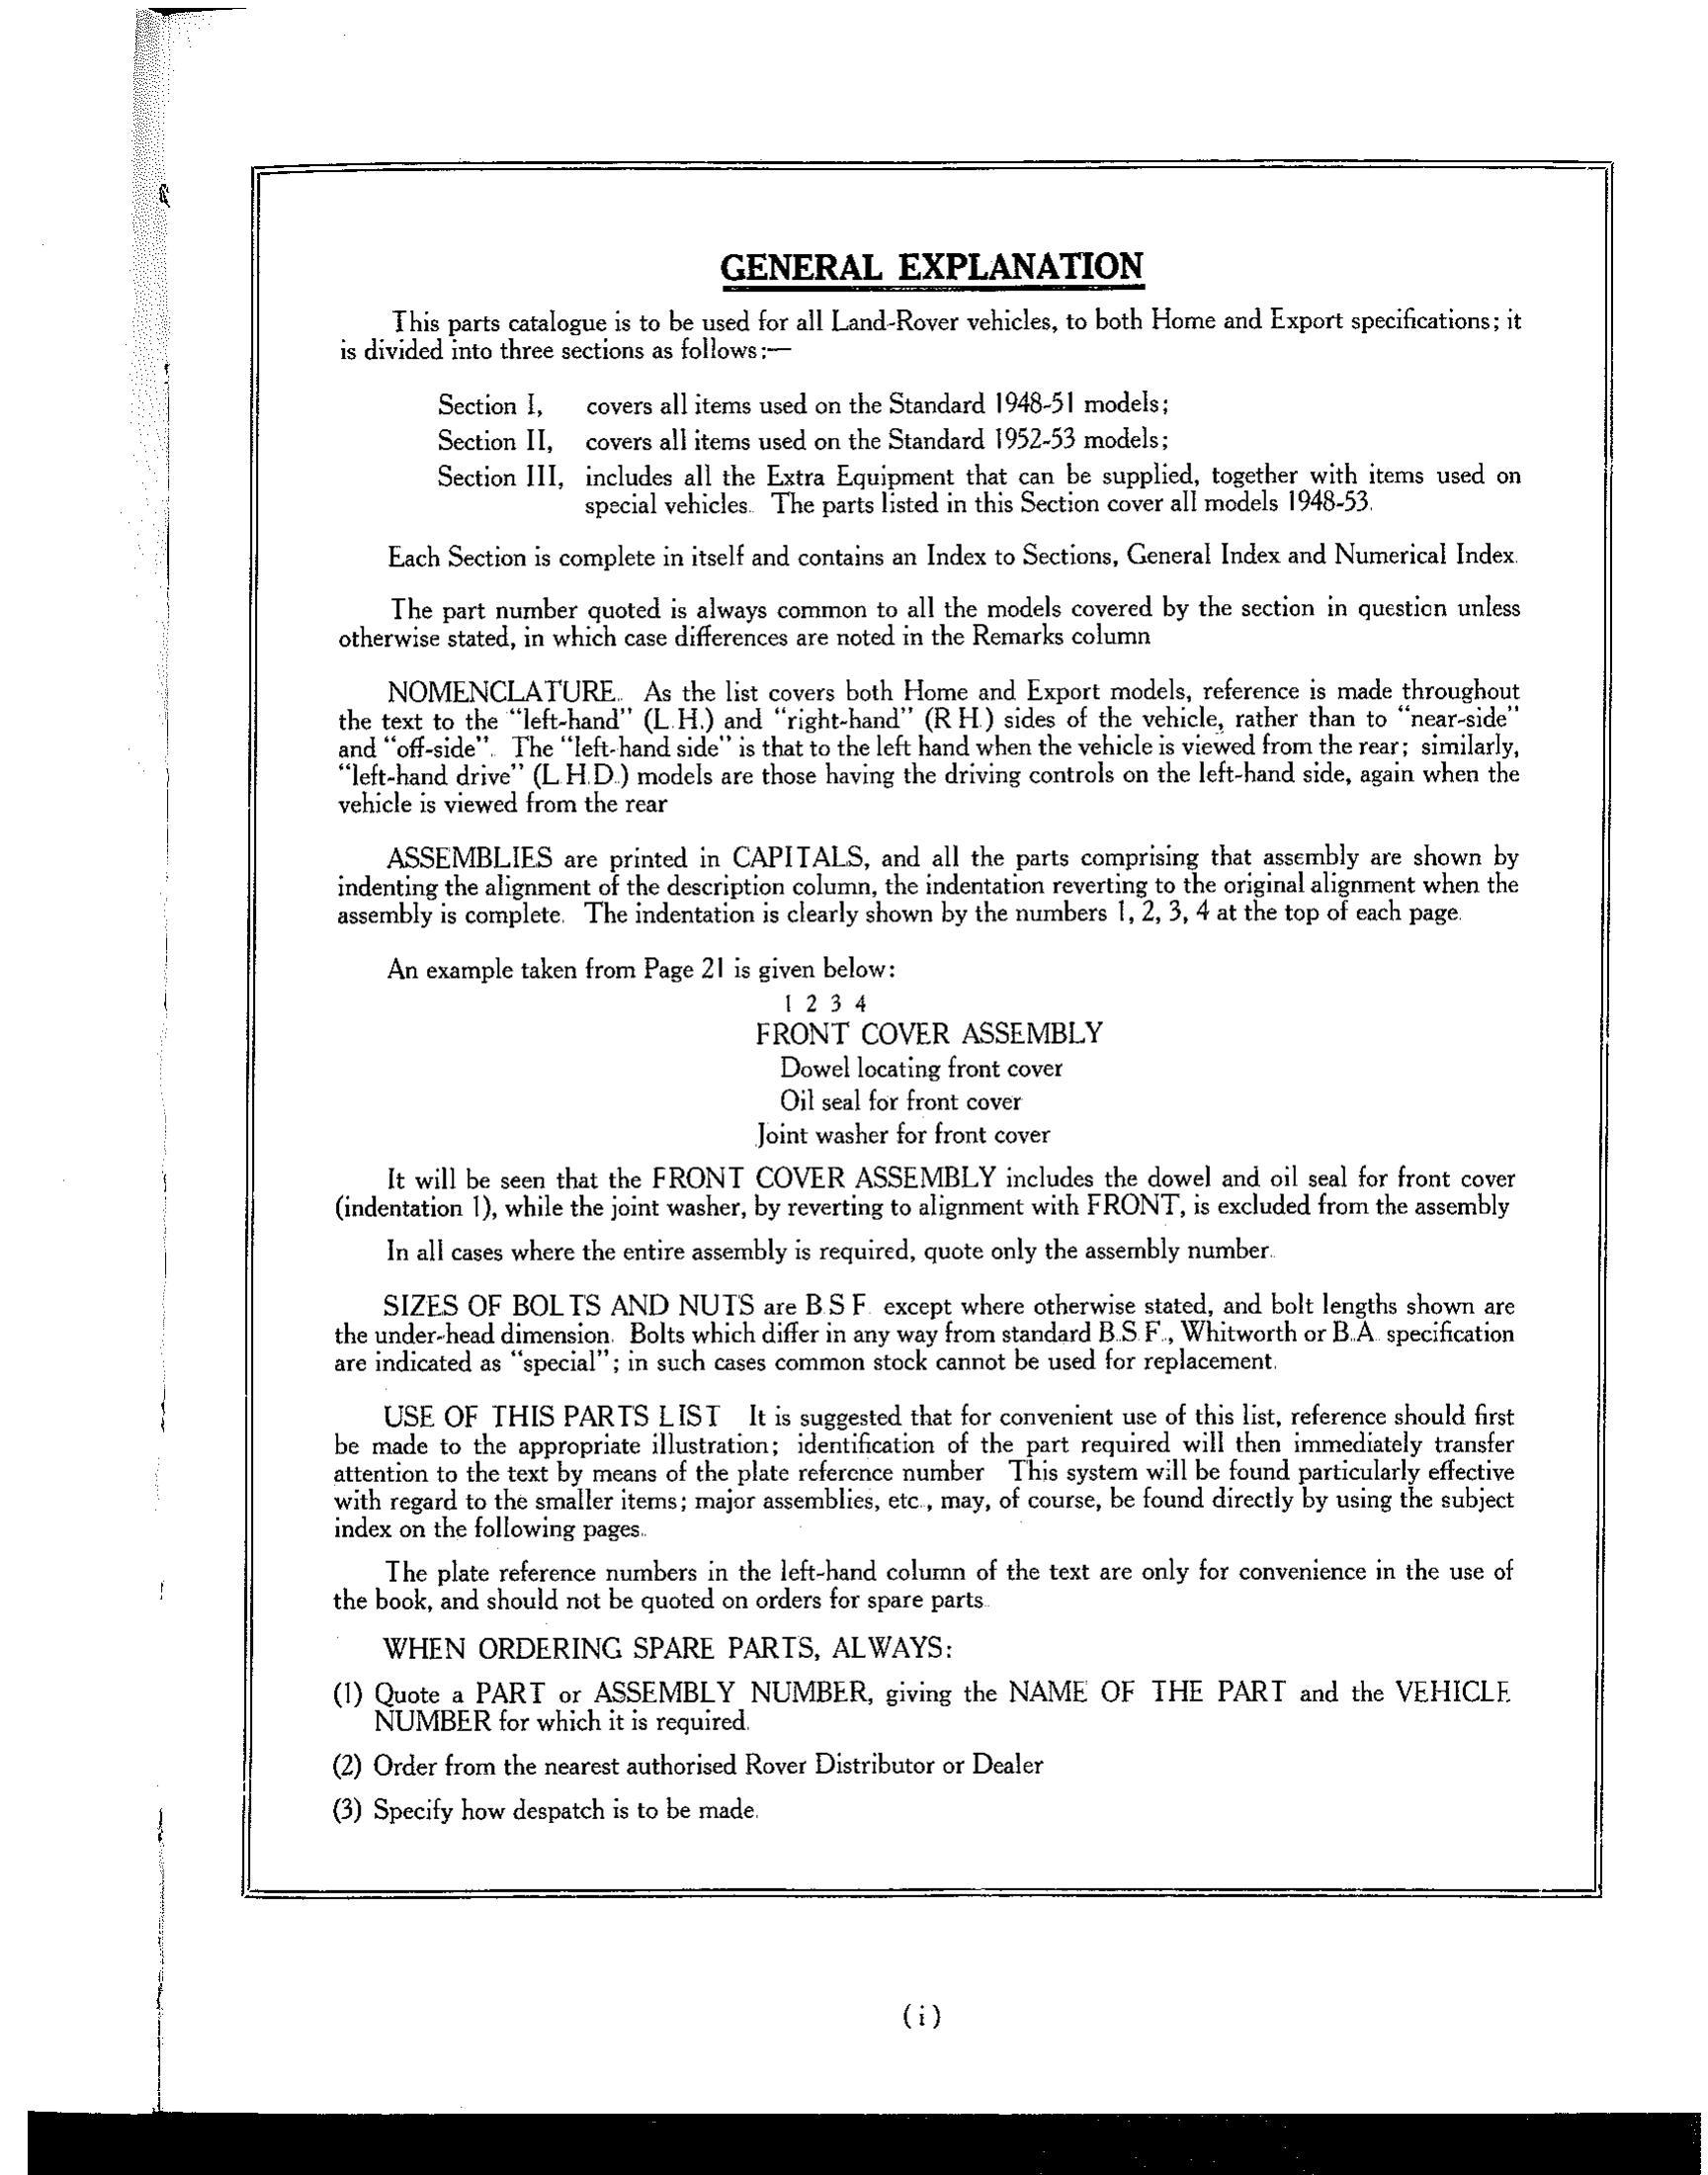 GENERAL EXPLANATION
This parts catalogue is to be used for all Land-Rover vehicles, to both Home and Export specifications; it
is divided into three sections as follows:—
Section I, covers all items used on the Standard 1948-51 models;
Section II, covers all items used on the Standard 1952-53 models;
Section III, includes all the Extra Equipment that can be supplied, together with items used on
special vehicles. The parts listed in this Section cover all models 1948-53.
Each Section is complete in itself and contains an Index to Sections, General Index and Numerical Index.
The part number quoted is always common to all the models covered by the section in question unless
otherwise stated, in which case differences are noted in the Remarks column
NOMENCLATURE. As the list covers both Home and Export models, reference is made throughout
the text to the “left-hand” (L.H.) and “right-hand” (R H.) sides of the vehicle, rather than to “near-side”
and “off-side”. The “left-hand side” is that to the left hand when the vehicle is viewed from the rear; similarly,
“left-hand drive” (L.H.D.) models are those having the driving controls on the left-hand side, again when the
vehicle is viewed from the rear
ASSEMBLIES are printed in CAPITALS, and all the parts comprising that assembly are shown by
indenting the alignment of the description column, the indentation reverting to the original alignment when the
assembly is complete. The indentation is clearly shown by the numbers 1, 2, 3, 4 at the top of each page.
An example taken from Page 21 is given below:
1 2 3 4
FRONT COVER ASSEMBLY
Dowel locating front cover
Oil seal for front cover
Joint washer for front cover
It will be seen that the FRONT COVER ASSEMBLY includes the dowel and oil seal for front cover
(indentation 1), while the joint washer, by reverting to alignment with FRONT, is excluded from the assembly
In all cases where the entire assembly is required, quote only the assembly number.
SIZES OF BOLTS AND NUTS are B.S.F. except where otherwise stated, and bolt lengths shown are
the under-head dimension. Bolts which differ in any way from standard B.S.F., Whitworth or B.A. specification
are indicated as “special”; in such cases common stock cannot be used for replacement.
USE OF THIS PARTS LIST It is suggested that for convenient use of this list, reference should first
be made to the appropriate illustration; identification of the part required will then immediately transfer
attention to the text by means of the plate reference number This system will be found particularly effective
with regard to the smaller items; major assemblies, etc., may, of course, be found directly by using the subject
index on the following pages.
The plate reference numbers in the left-hand column of the text are only for convenience in the use of
the book, and should not be quoted on orders for spare parts.
WHEN ORDERING SPARE PARTS, ALWAYS:
(1) Quote a PART or ASSEMBLY NUMBER, giving the NAME OF THE PART and the VEHICLE
NUMBER for which it is required.
(2) Order from the nearest authorised Rover Distributor or Dealer
(3) Specify how despatch is to be made.
(i)